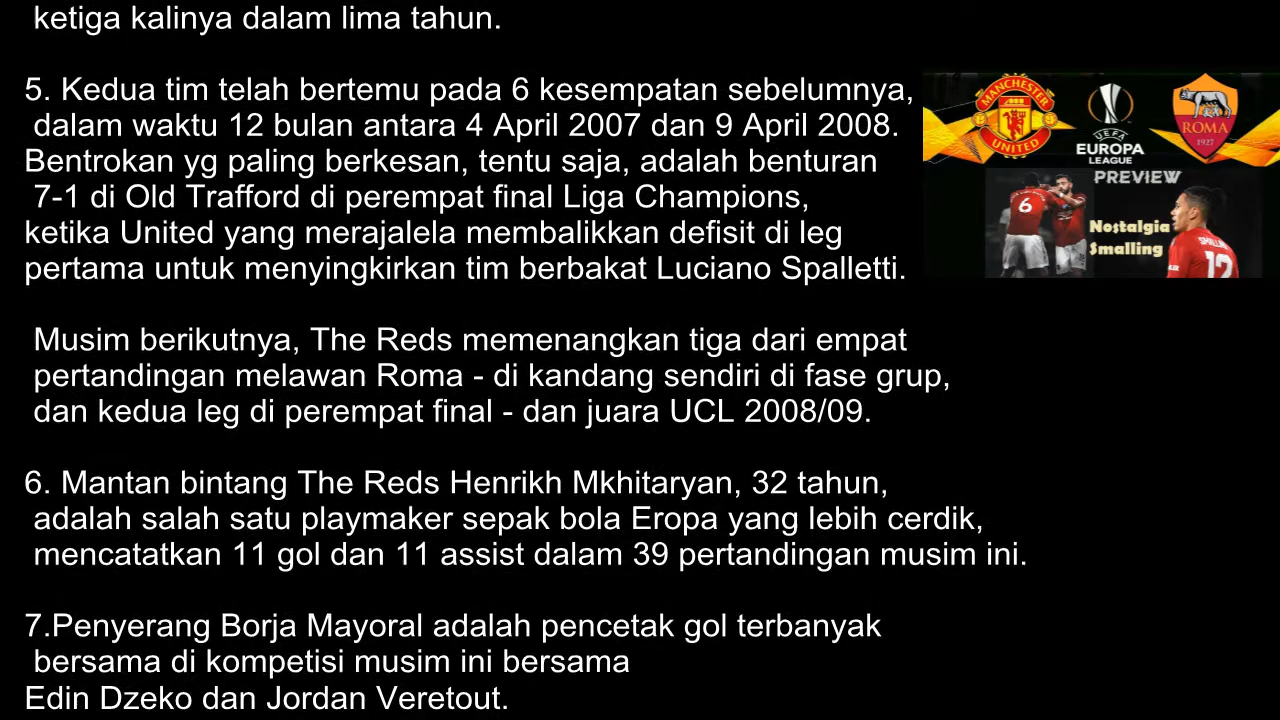 ketiga kalinya dalam lima tahun.
5. Kedua tim telah bertemu pada 6 kesempatan sebelumnya,
dalam waktu 12 bulan antara 4 April 2007 dan 9 April 2008.
Bentrokan yg paling berkesan, tentu saja, adalah benturan
7-1 di Old Trafford di perempat final Liga Champions,
ketika United yang merajalela membalikkan defisit di leg
pertama untuk menyingkirkan tim berbakat Luciano Spalletti.
Musim berikutnya, The Reds memenangkan tiga dari empat
pertandingan melawan Roma - di kandang sendiri di fase grup,
dan kedua leg di perempat final - dan juara UCL 2008/09.
6. Mantan bintang The Reds Henrikh Mkhitaryan, 32 tahun,
adalah salah satu playmaker sepak bola Eropa yang lebih cerdik,
mencatatkan 11 gol dan 11 assist dalam 39 pertandingan musim ini.
7.Penyerang Borja Mayoral adalah pencetak gol terbanyak
bersama di kompetisi musim ini bersama
Edin Dzeko dan Jordan Veretout.
MANCHESTER
UNITED
UEFA
EUROPA
LEAGUE
ROMA
1927
PREVIEW
6
Nostalgia
Smalling
SMALLING
12